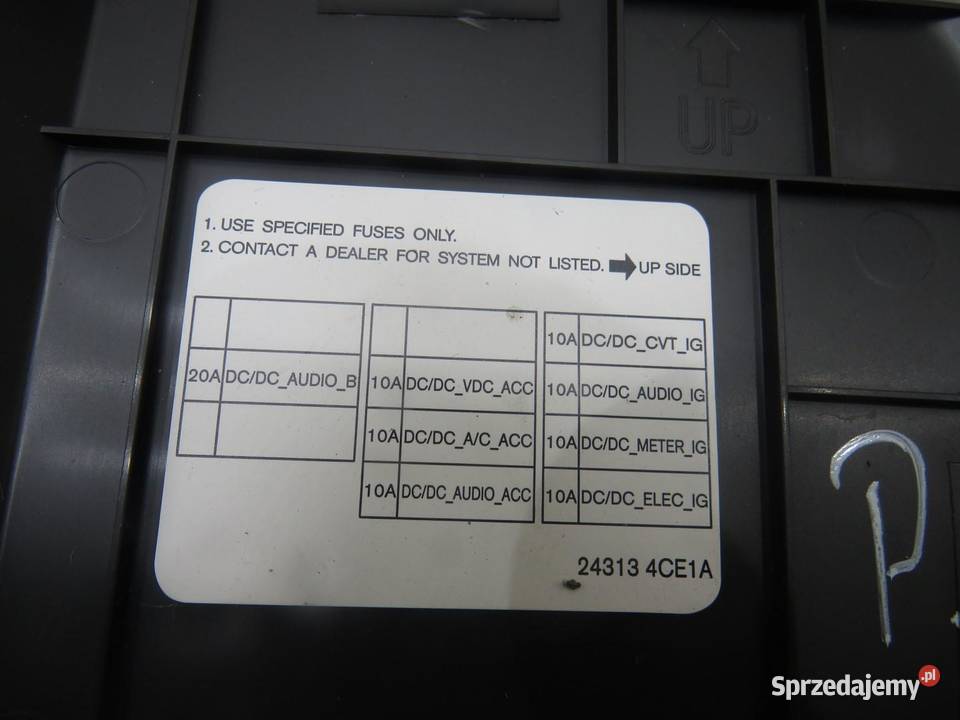 UP
1. USE SPECIFIED FUSES ONLY.
2. CONTACT A DEALER FOR SYSTEM NOT LISTED. ➡ UP SIDE
10A DC/DC_CVT_IG
20A DC/DC_AUDIO_B 10A DC/DC_VDC_ACC 10A DC/DC_AUDIO_IG
10A DC/DC_A/C_ACC 10A DC/DC_METER_IG
10A DC/DC_AUDIO_ACC 10A DC/DC_ELEC_IG
24313 4CE1A
P
Sprzedajemy.pl